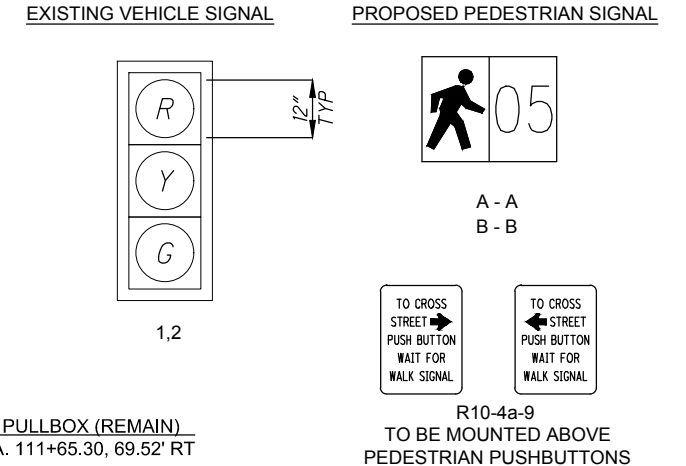 EXISTING VEHICLE SIGNAL
PROPOSED PEDESTRIAN SIGNAL
R
Y
G
12"
TYP
1,2
05
A - A
B - B
TO CROSS
STREET
PUSH BUTTON
WAIT FOR
WALK SIGNAL
TO CROSS
STREET
PUSH BUTTON
WAIT FOR
WALK SIGNAL
R10-4a-9
TO BE MOUNTED ABOVE
PEDESTRIAN PUSHBUTTONS
PULLBOX (REMAIN)
A. 111+65.30, 69.52' RT